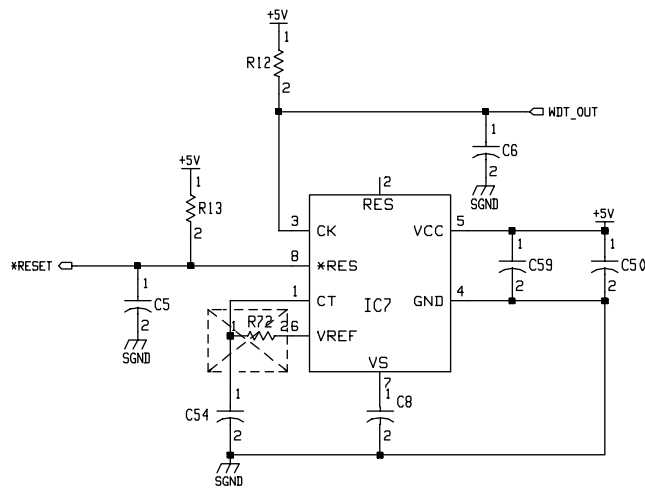 +5V
1
R12
2
WDT_OUT
1
C6
2
SGND
+5V
1
R13
2
2
RES
+5V
3
CK
VCC
5
*RESET
8
*RES
1
C59
2
1
C50
2
1
C5
2
SGND
1
CT
IC7
GND
4
1
R72
2
6
VREF
VS
7
1
C8
2
1
C54
2
SGND